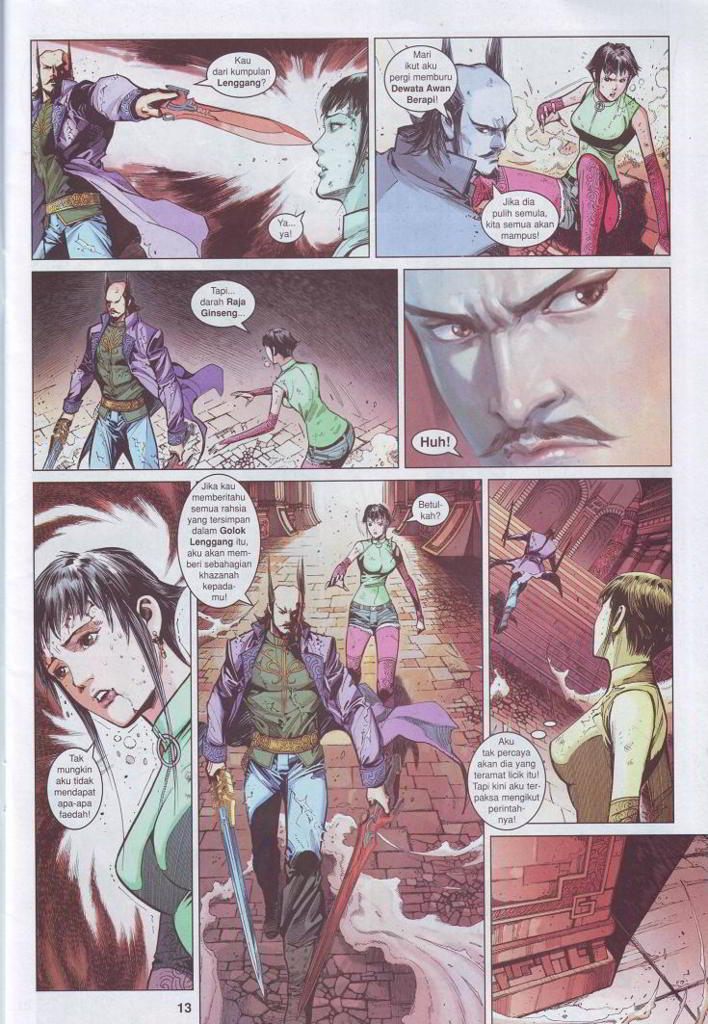 Kau
dari kumpulan
Lenggang?
Ya...
ya!
Mari
ikut aku
pergi memburu
Dewata Awan
Berapi!
Jika dia
pulih semula,
kita semua akan
mampus!
Tapi...
darah Raja
Ginseng...
Huh!
Tak
mungkin
aku tidak
mendapat
apa-apa
faedah!
Jika kau
memberitahu
semua rahsia
yang tersimpan
dalam Golok
Lenggang itu,
aku akan mem-
beri sebahagian
khazanah
kepada-
mu!
Betul-
kah?
Aku
tak percaya
akan dia yang
teramat licik itu!
Tapi kini
aku ter-
paksa mengikut
perintah-
nya!
13